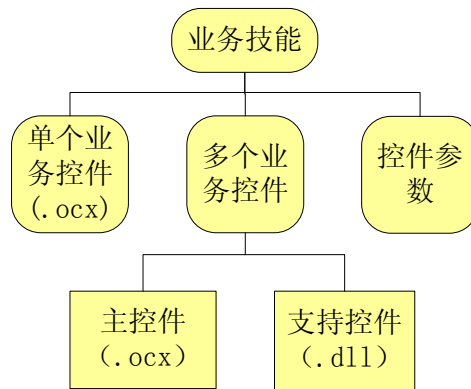 业务技能
单个业
务控件
(.ocx)
多个业
务控件
控件参
数
主控件
（.ocx）
支持控件
（.dll）